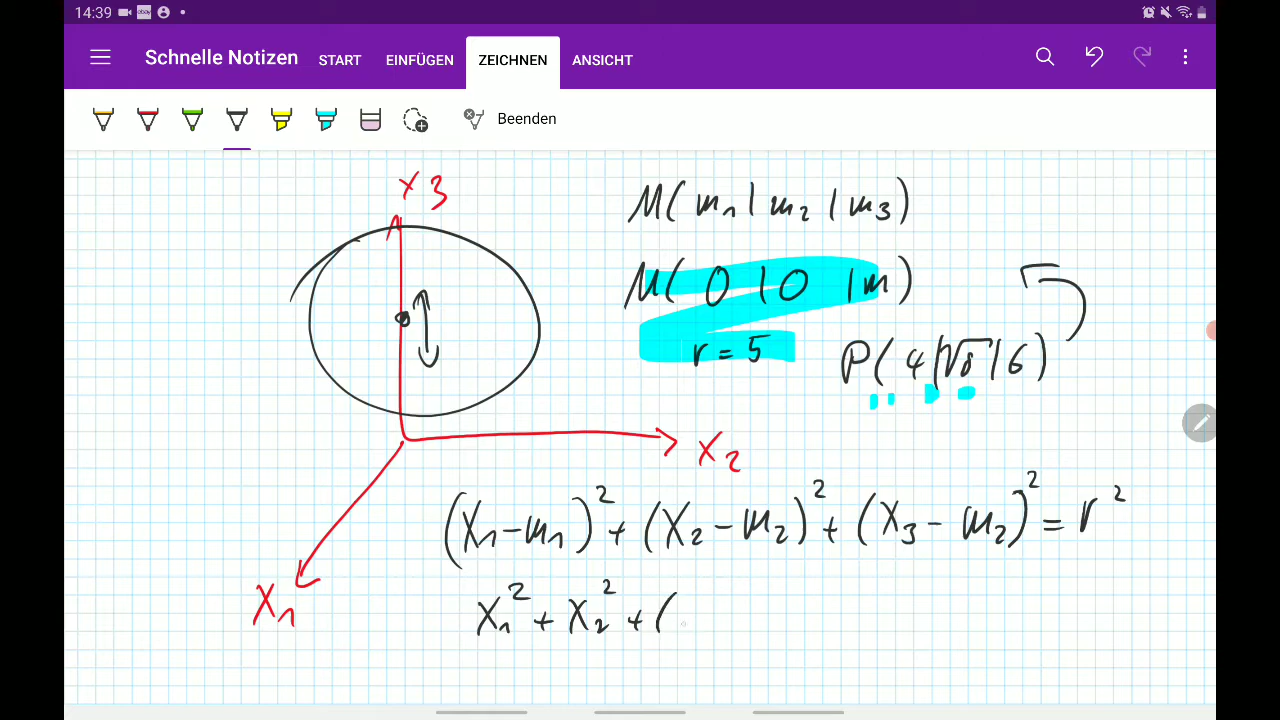 14:39 ebay
Schnelle Notizen START EINFÜGEN ZEICHNEN ANSICHT
Beenden
x3
M(m₁|m₂|m₃)
M(0|0|m)
r=5
P(4|√8|6)
x₂
(x₁-m₁)²+(x₂-m₂)²+(x₃-m₂)²=r²
x₁
x₁²+x₂²+(